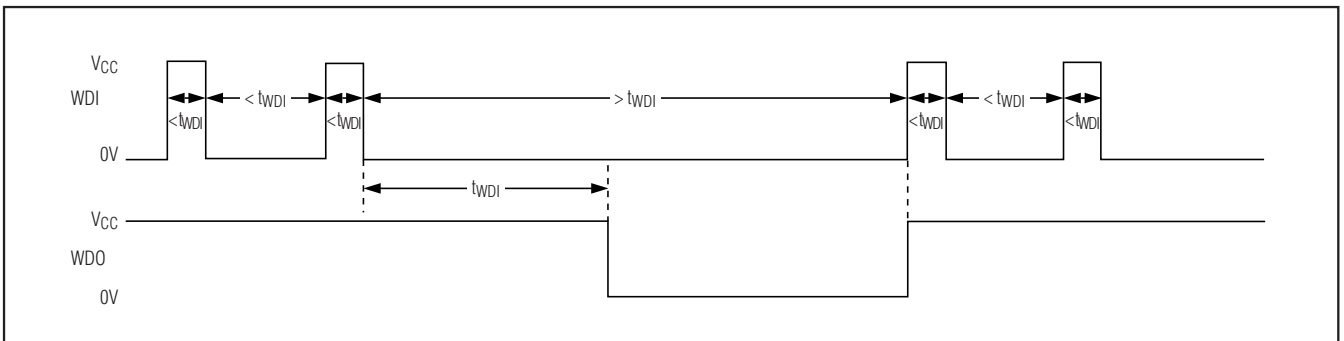 VCC
WDI
< tWDI
> tWDI
< tWDI
<tWDI
<tWDI
<tWDI
<tWDI
0V
tWDI
VCC
WDO
0V